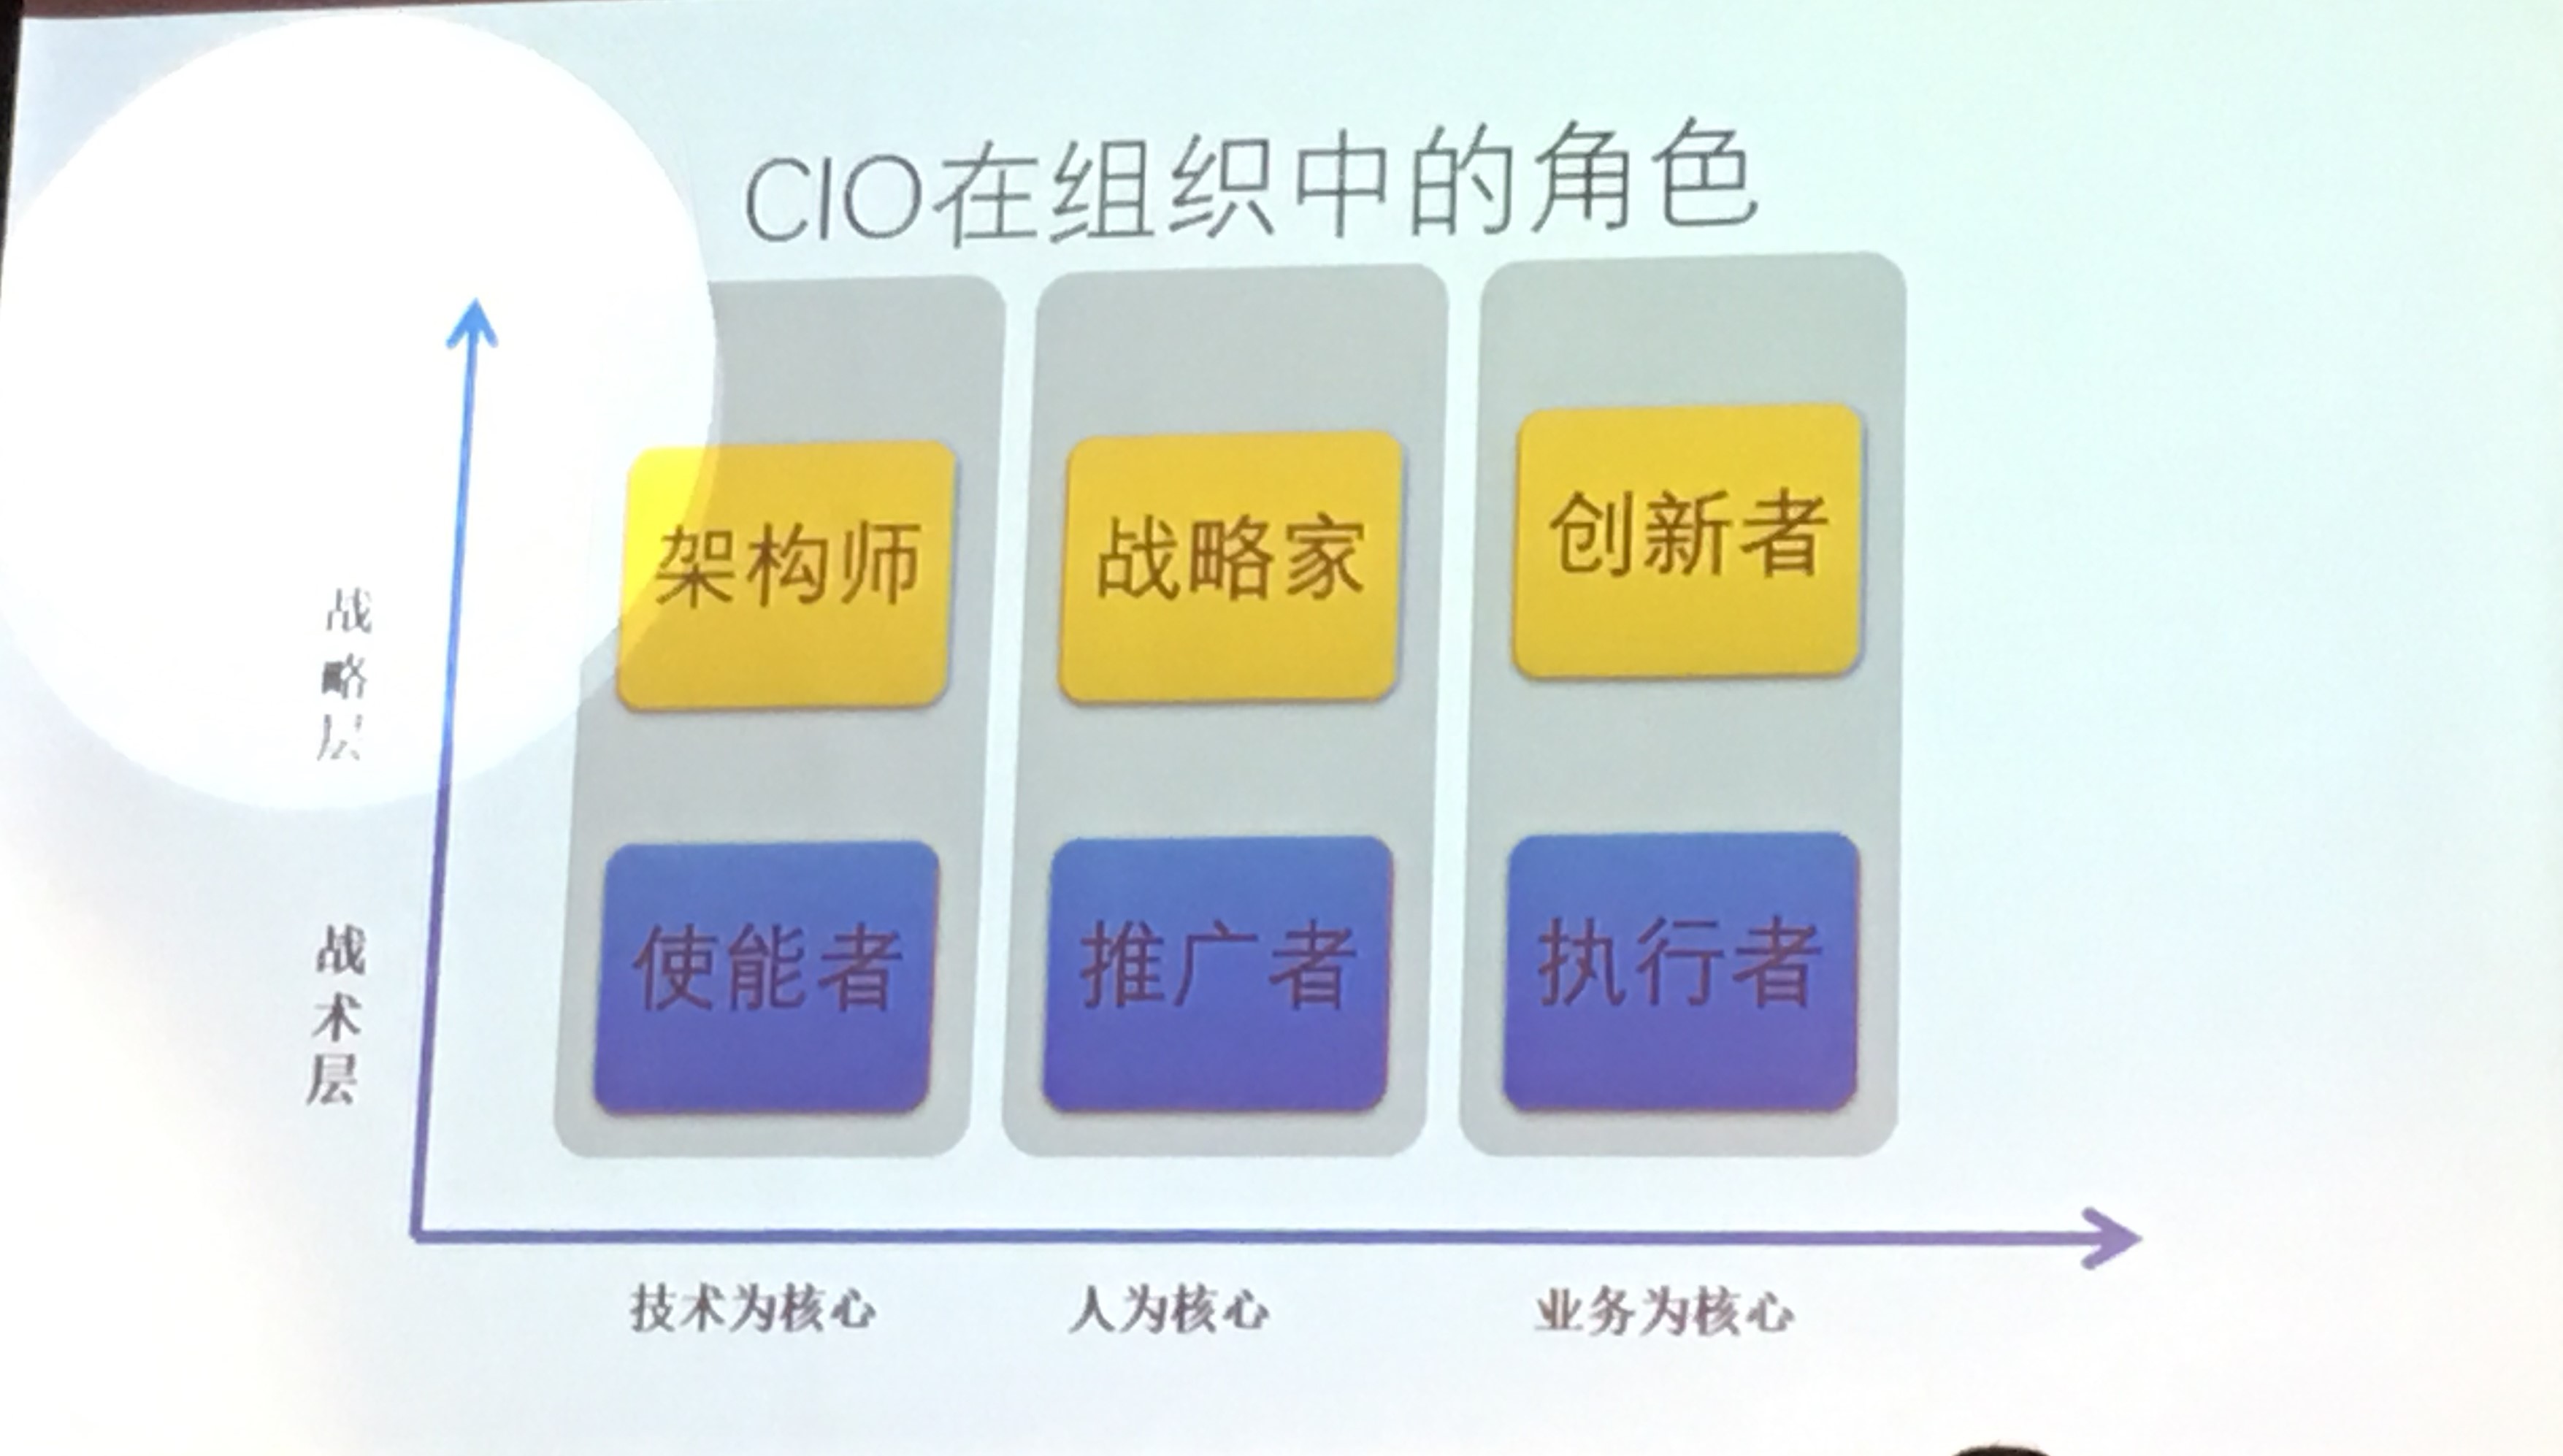 CIO在组织中的角色
战略层
架构师
战略家
创新者
战术层
使能者
推广者
执行者
技术为核心
人为核心
业务为核心